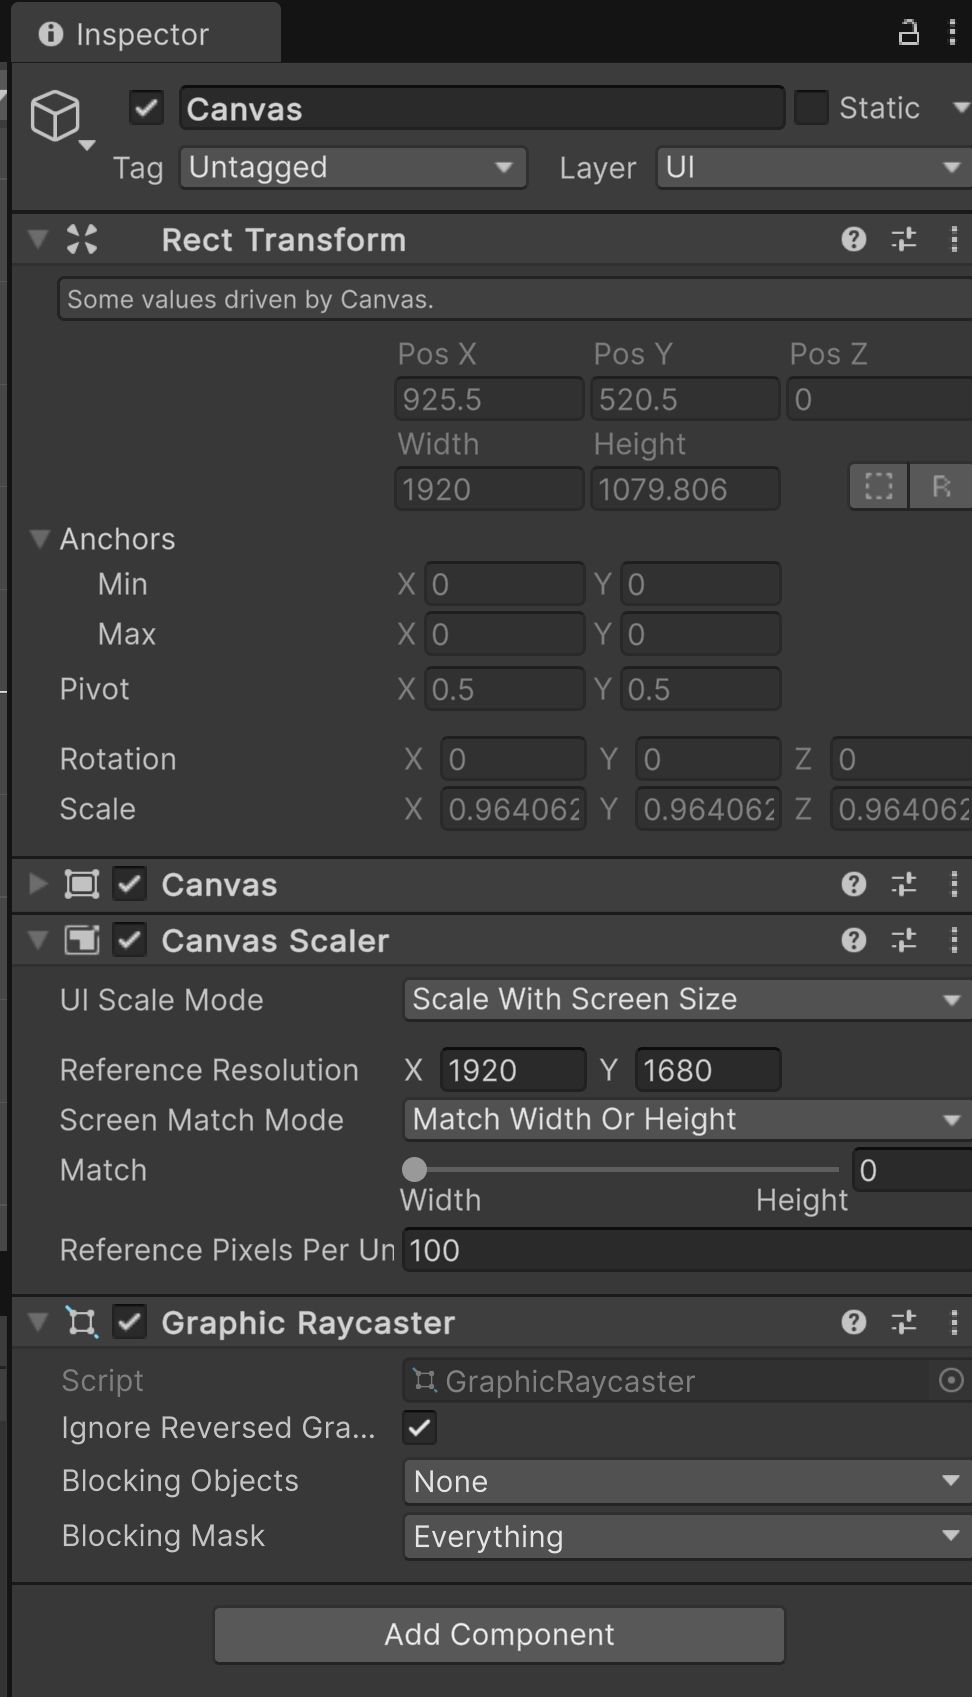 Inspector
Canvas
Static
Tag Untagged Layer UI
Rect Transform
Some values driven by Canvas.
Pos X Pos Y Pos Z
925.5 520.5 0
Width Height
1920 1079.806 R
Anchors
Min X 0 Y 0
Max X 0 Y 0
Pivot X 0.5 Y 0.5
Rotation X 0 Y 0 Z 0
Scale X 0.964062 Y 0.964062 Z 0.964062
Canvas
Canvas Scaler
UI Scale Mode Scale With Screen Size
Reference Resolution X 1920 Y 1680
Screen Match Mode Match Width Or Height
Match 0
Width Height
Reference Pixels Per Un 100
Graphic Raycaster
Script GraphicRaycaster
Ignore Reversed Gra...
Blocking Objects None
Blocking Mask Everything
Add Component